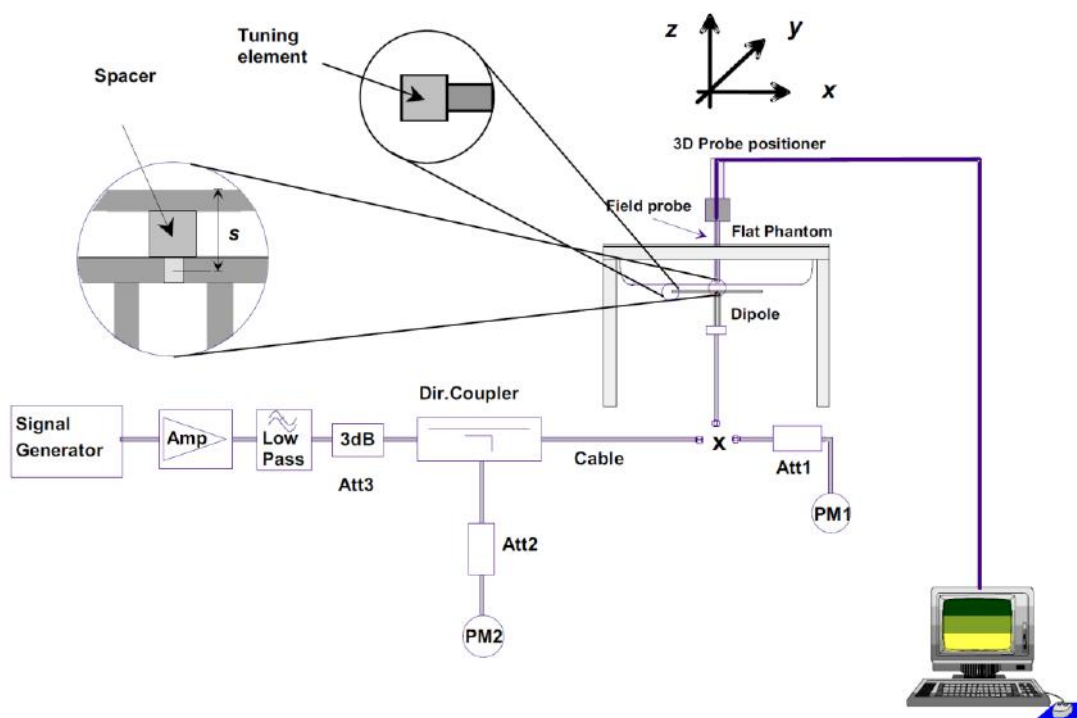 Tuning
element
Spacer
z
y
x
s
3D Probe positioner
Field probe
Flat Phantom
Dipole
Dir.Coupler
Signal
Generator
Amp
Low
Pass
3dB
Att3
Cable
x
Att1
PM1
Att2
PM2